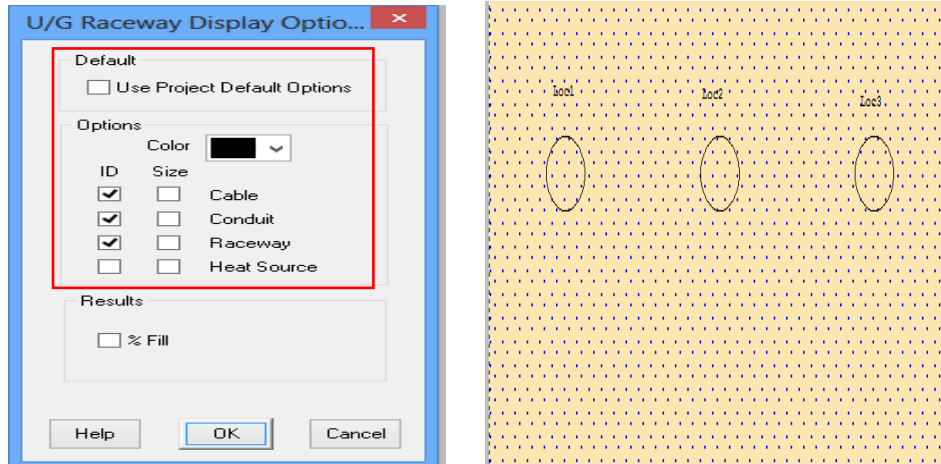 U/G Raceway Display Optio...
Default
Use Project Default Options
Options
Color
ID Size
Cable
Conduit
Raceway
Heat Source
Results
% Fill
Help OK Cancel
Loc1 Loc2 Loc3